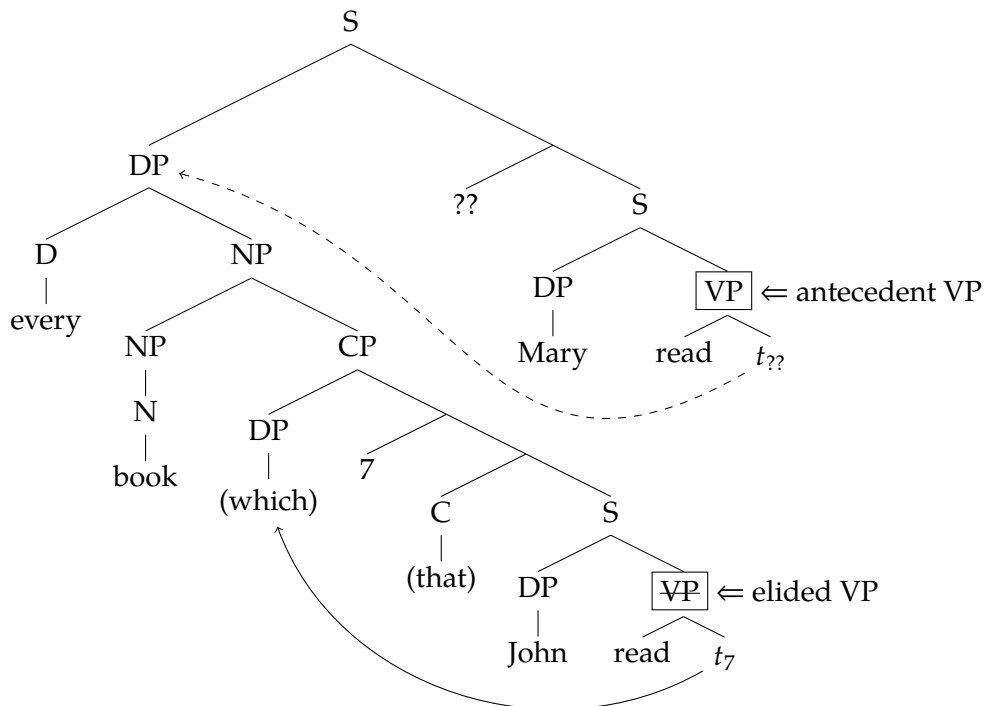 S
DP
?? S
D NP DP VP ⇐ antecedent VP
every NP CP Mary read t??
N
DP
book 7
(which) C S
(that) DP V̶P̶ ⇐ elided VP
John read t7